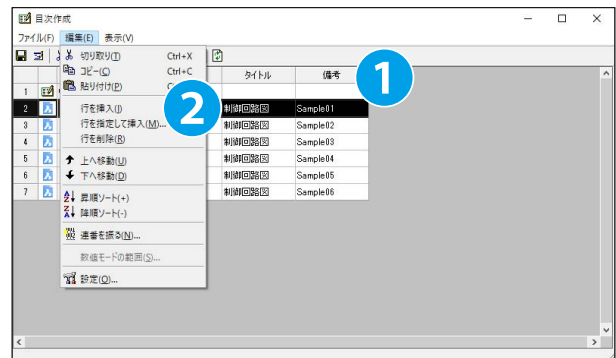 目次作成
ファイル(F) 編集(E) 表示(V)
切り取り(T) Ctrl+X
コピー(C) Ctrl+C
貼り付け(P) C
行を挿入(I)
行を指定して挿入(M)...
行を削除(R)
上へ移動(U)
下へ移動(D)
昇順ソート(+)
降順ソート(-)
連番を振る(N)...
数値モードの範囲(S)...
設定(O)...
タイトル 備考
1
2 制御回路図 Sample01
3 制御回路図 Sample02
4 制御回路図 Sample03
5 制御回路図 Sample04
6 制御回路図 Sample05
7 制御回路図 Sample06
1
2